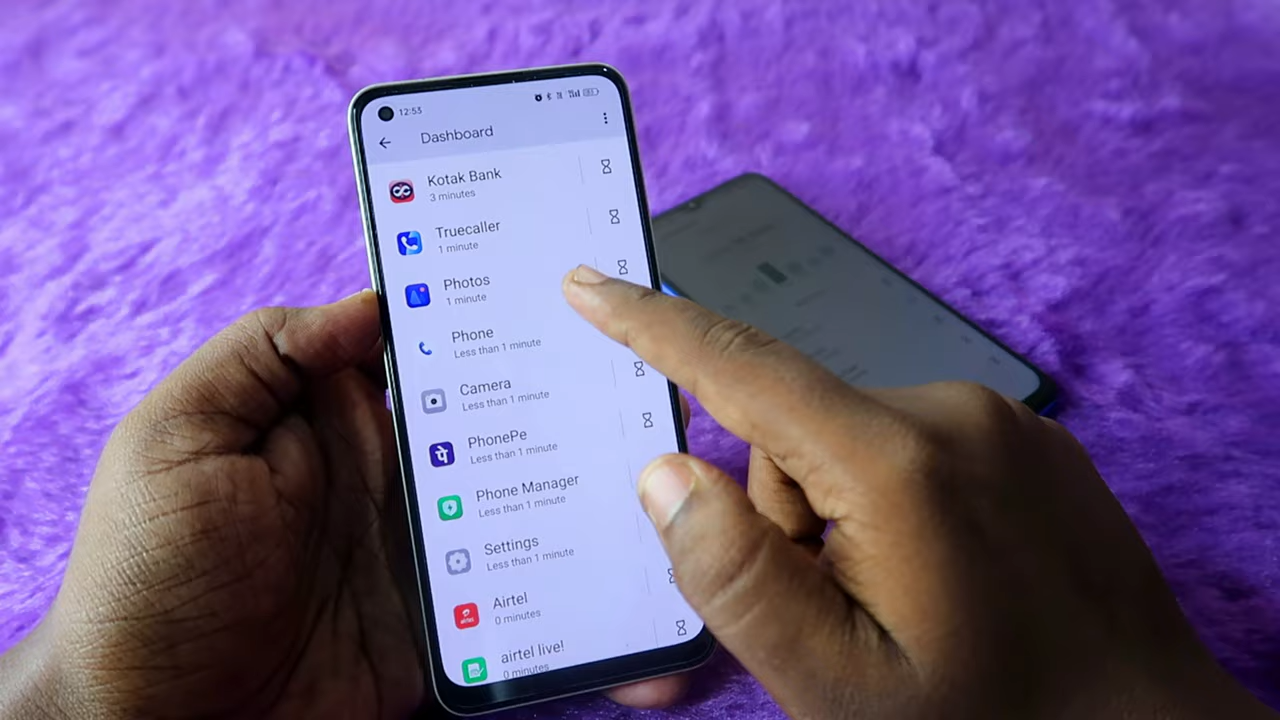 12:53
Dashboard
Kotak Bank
3 minutes
Truecaller
1 minute
Photos
1 minute
Phone
Less than 1 minute
Camera
Less than 1 minute
पे
PhonePe
Less than 1 minute
Phone Manager
Less than 1 minute
Settings
Less than 1 minute
airtel
Airtel
0 minutes
airtel live!
0 minutes